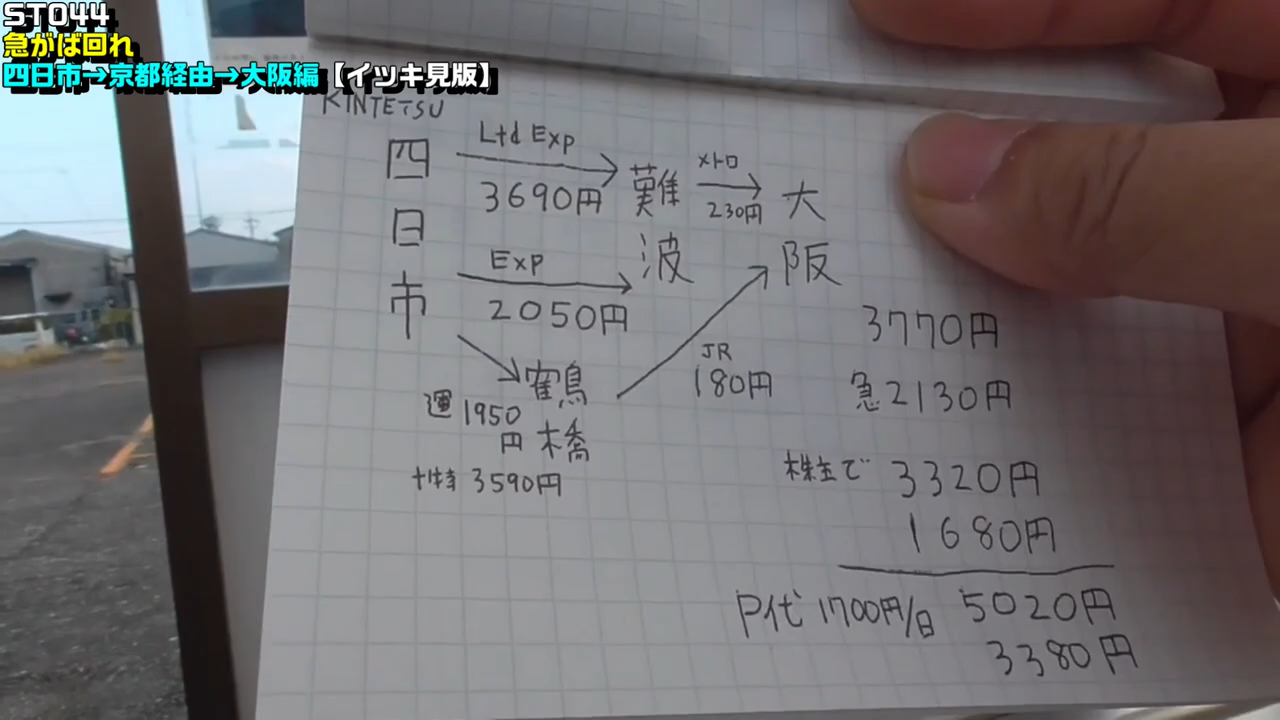 ST044
急がば回れ
四日市→京都経由→大阪編【イツキ見版】
KINTETSU
四日市
Ltd Exp
3690円
難波
メトロ
230円
大阪
Exp
2050円
鶴橋
運 1950円
+特 3590円
JR
180円
3770円
急2130円
株主で 3320円
1680円
P代 1700円/日 5020円
3380円